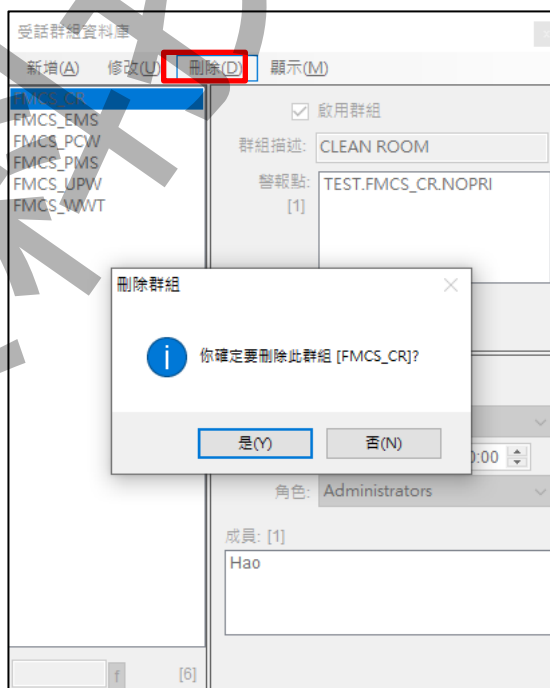 受話群組資料庫
新增(A) 修改(U) 刪除(D) 顯示(M)
FMCS_CR
FMCS_EMS
FMCS_PCW
FMCS_PMS
FMCS_UPW
FMCS_WWT
啟用群組
群組描述: CLEAN ROOM
警報點: TEST.FMCS_CR.NOPRI
[1]
刪除群組
你確定要刪除此群組 [FMCS_CR]?
是(Y) 否(N)
0:00
角色: Administrators
成員: [1]
Hao
f [6]